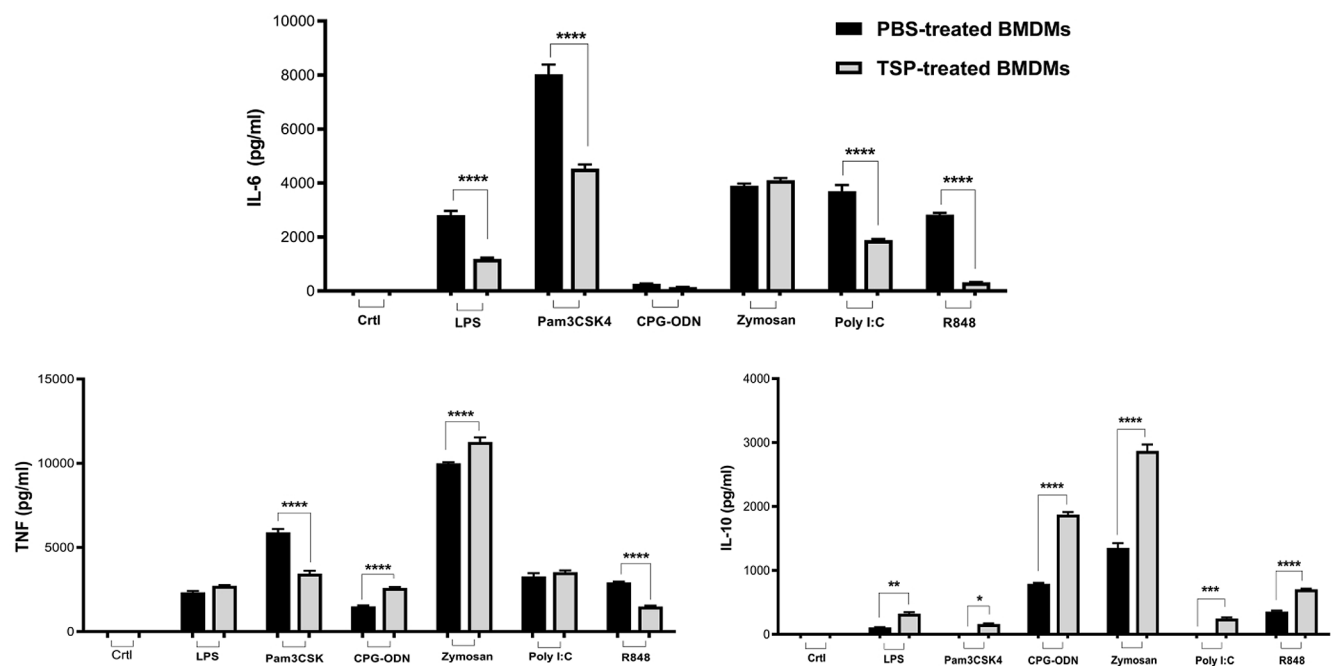 10000
PBS-treated BMDMs
****
8000
TSP-treated BMDMs
6000
IL-6 (pg/ml)
****
4000
****
****
2000
0
Crtl
LPS
Pam3CSK4
CPG-ODN
Zymosan
Poly I:C
R848
15000
TNF (pg/ml)
****
10000
****
5000
****
****
0
Crtl
LPS
Pam3CSK
CPG-ODN
Zymosan
Poly I:C
R848
4000
IL-10 (pg/ml)
****
3000
****
2000
1000
**
*
***
****
0
Crtl
LPS
Pam3CSK4
CPG-ODN
Zymosan
Poly I:C
R848